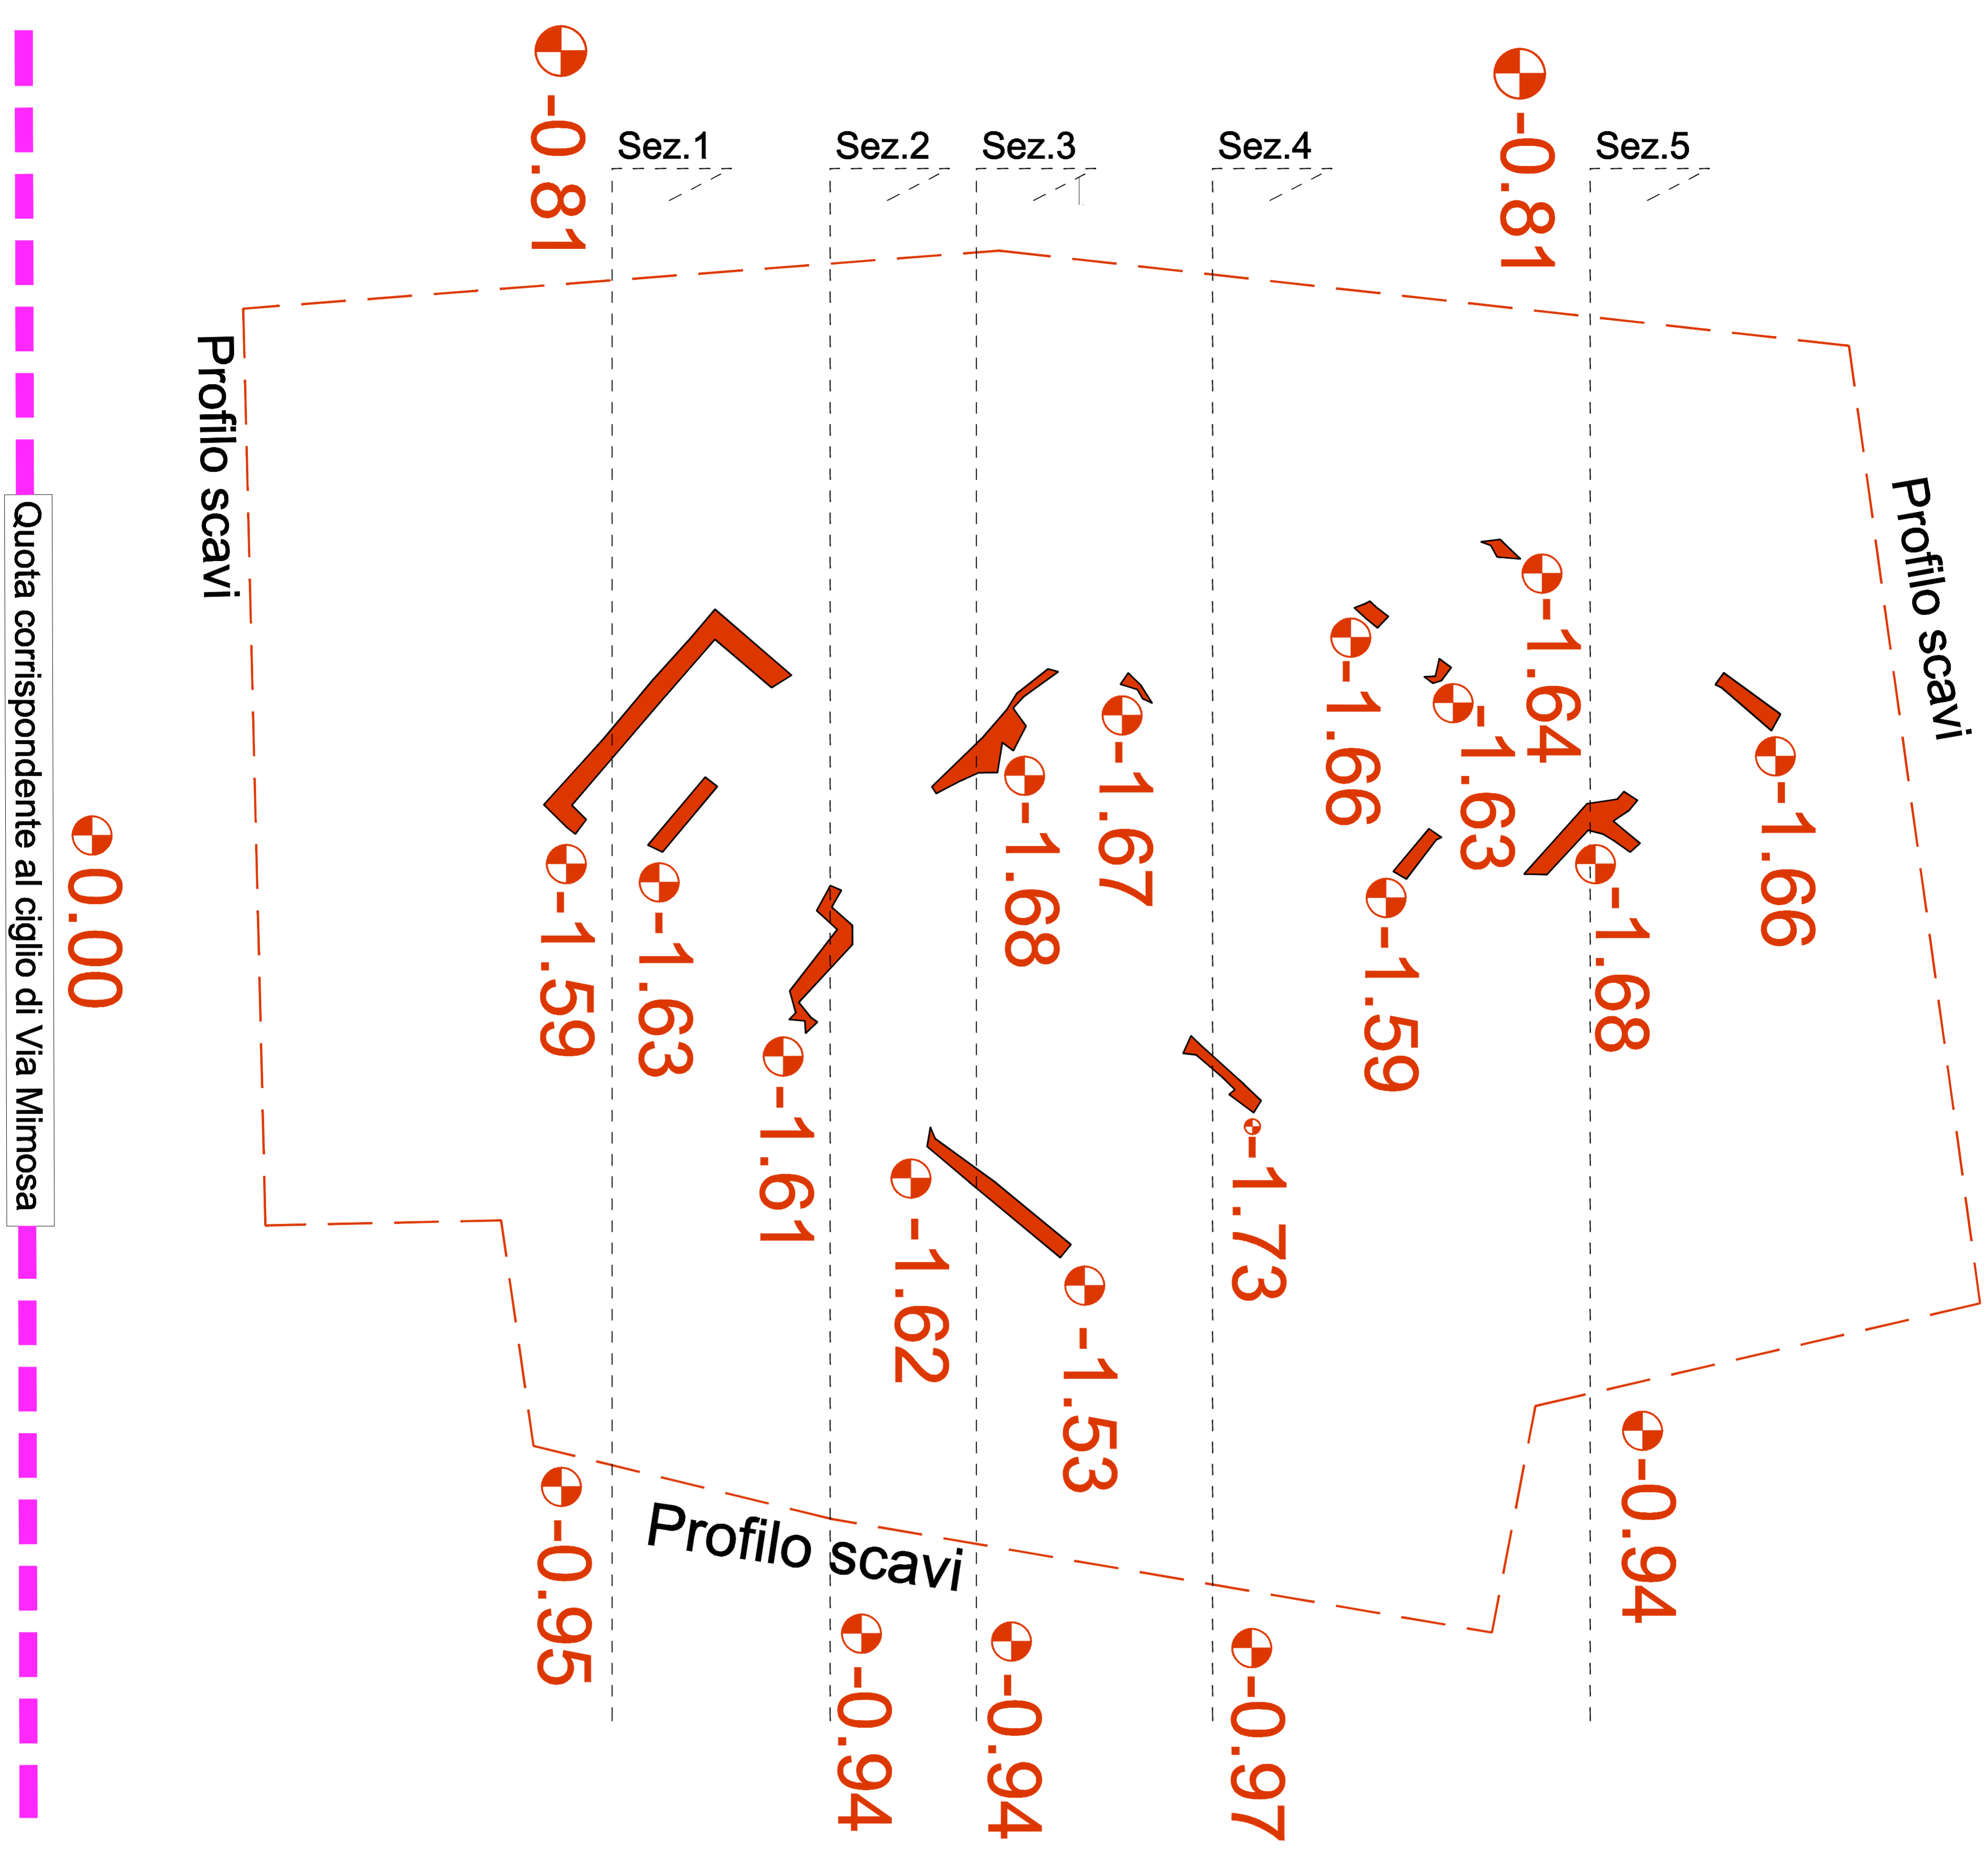 Sez.1
Sez.2
Sez.3
Sez.4
Sez.5
-0.81
-0.81
Profilo scavi
Profilo scavi
Quota corrispondente al ciglio di Via Mimosa
00.00
-1.59
-1.63
-1.61
-1.68
-1.67
-1.66
-1.63
-1.64
-1.59
-1.68
-1.66
-1.62
-1.53
-1.73
Profilo scavi
-0.95
-0.94
-0.94
-0.97
-0.94